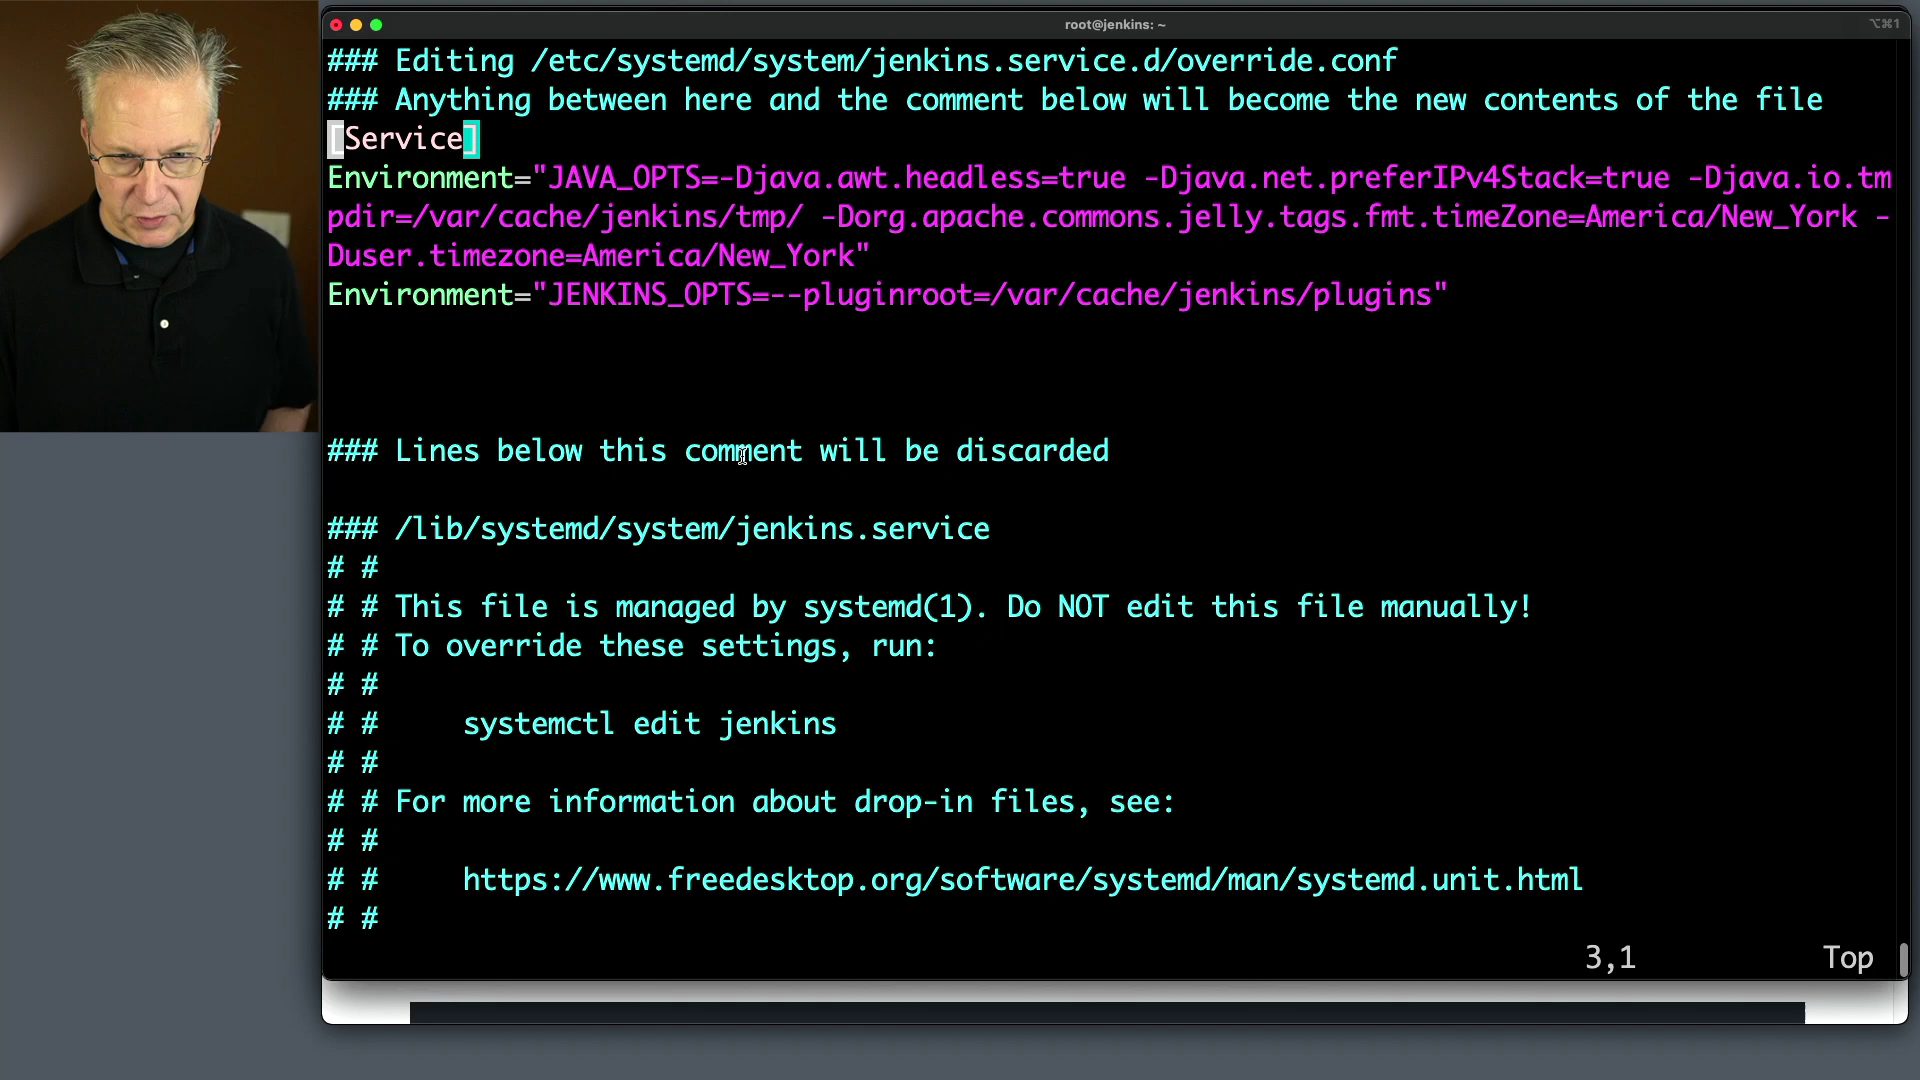 root@jenkins: ~
⌥⌘1
### Editing /etc/systemd/system/jenkins.service.d/override.conf
### Anything between here and the comment below will become the new contents of the file
[Service]
Environment="JAVA_OPTS=-Djava.awt.headless=true -Djava.net.preferIPv4Stack=true -Djava.io.tm
pdir=/var/cache/jenkins/tmp/ -Dorg.apache.commons.jelly.tags.fmt.timeZone=America/New_York -
Duser.timezone=America/New_York"
Environment="JENKINS_OPTS=--pluginroot=/var/cache/jenkins/plugins"
### Lines below this comment will be discarded
### /lib/systemd/system/jenkins.service
# #
# # This file is managed by systemd(1). Do NOT edit this file manually!
# # To override these settings, run:
# #
# #     systemctl edit jenkins
# #
# # For more information about drop-in files, see:
# #
# #     https://www.freedesktop.org/software/systemd/man/systemd.unit.html
# #
3,1 Top